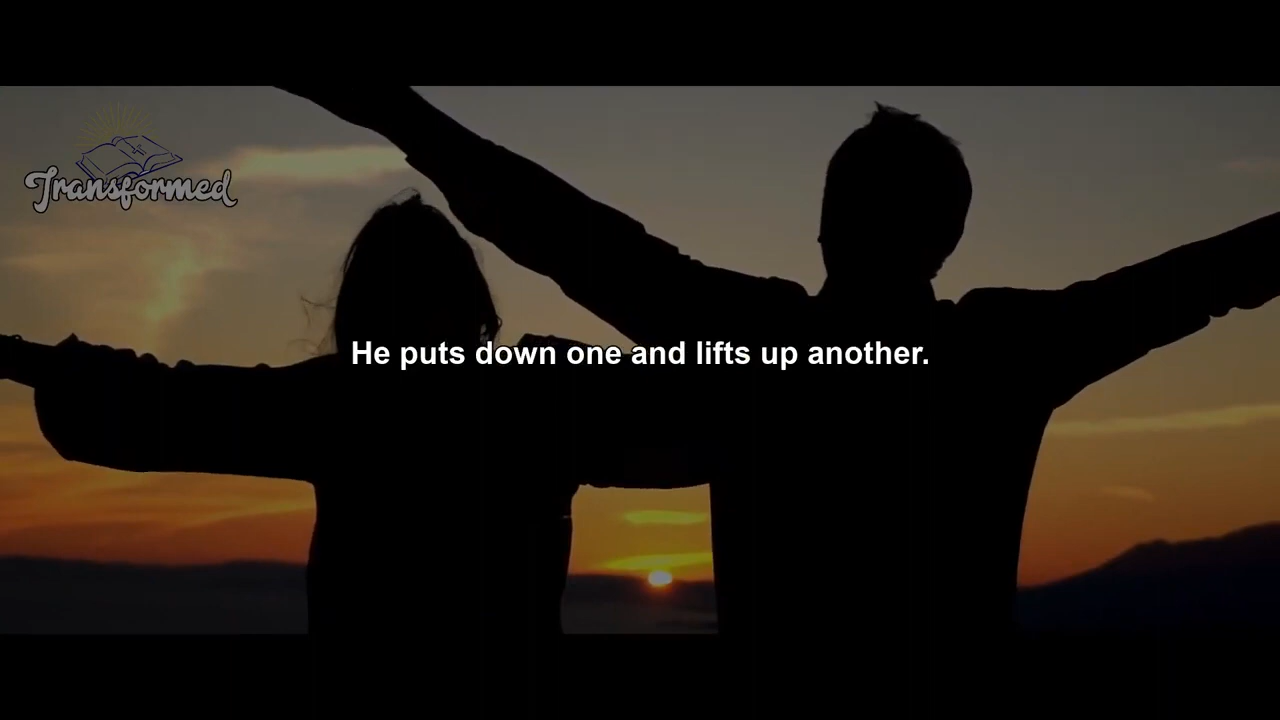 Transformed
He puts down one and lifts up another.